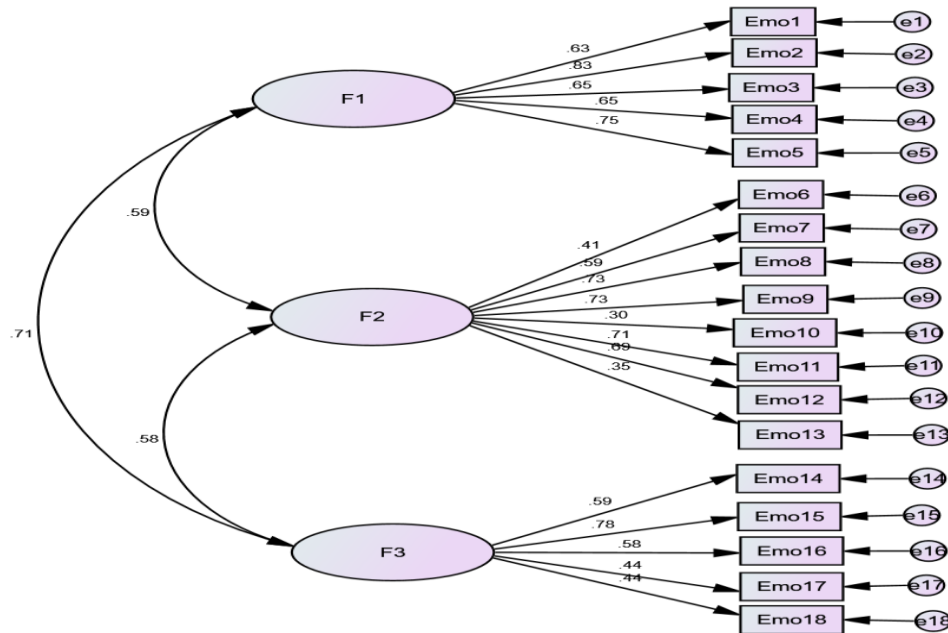 Emo1
e1
.63
Emo2
e2
.83
F1
.65
Emo3
e3
.65
Emo4
e4
.75
Emo5
e5
.59
Emo6
e6
.41
Emo7
e7
.59
Emo8
e8
.73
F2
.73
Emo9
e9
.30
Emo10
e10
.71
Emo11
e11
.69
Emo12
e12
.35
Emo13
e13
.71
.58
Emo14
e14
.59
Emo15
e15
.78
F3
.58
Emo16
e16
.44
Emo17
e17
.44
Emo18
e18